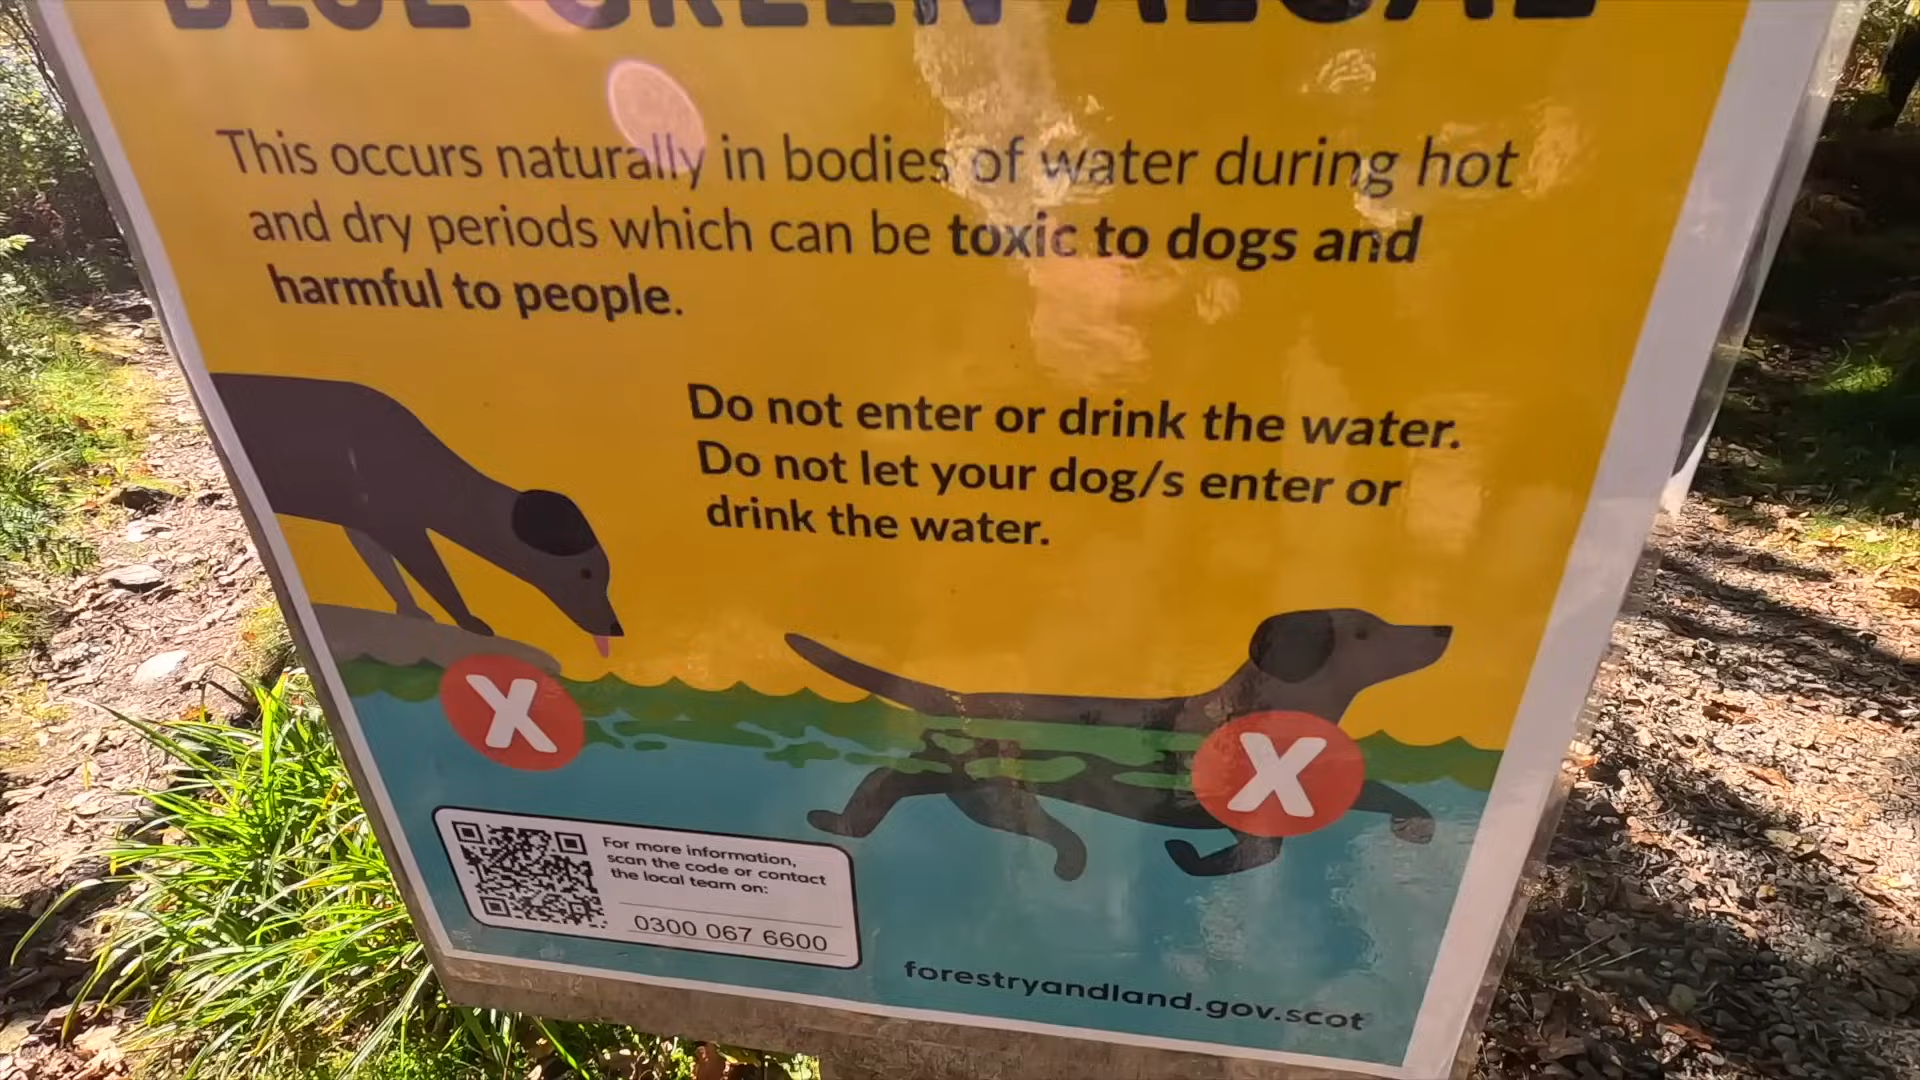 BLUE-GREEN ALGAE
This occurs naturally in bodies of water during hot
and dry periods which can be toxic to dogs and
harmful to people.
Do not enter or drink the water.
Do not let your dog/s enter or
drink the water.
X
X
For more information,
scan the code or contact
the local team on:
0300 067 6600
forestryandland.gov.scot